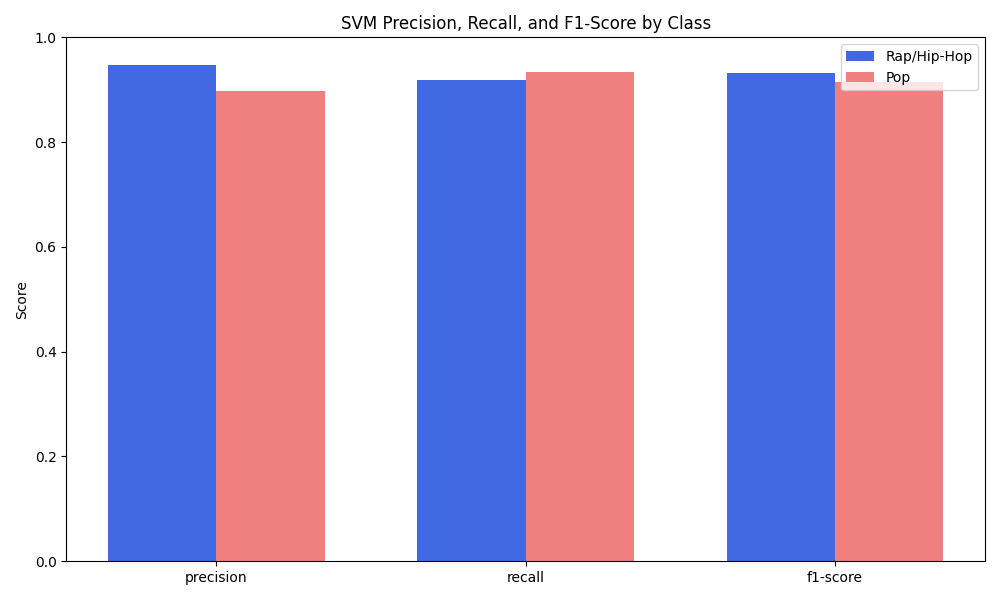 SVM Precision, Recall, and F1-Score by Class
Rap/Hip-Hop
Pop
Score
1.0
0.8
0.6
0.4
0.2
0.0
precision
recall
f1-score